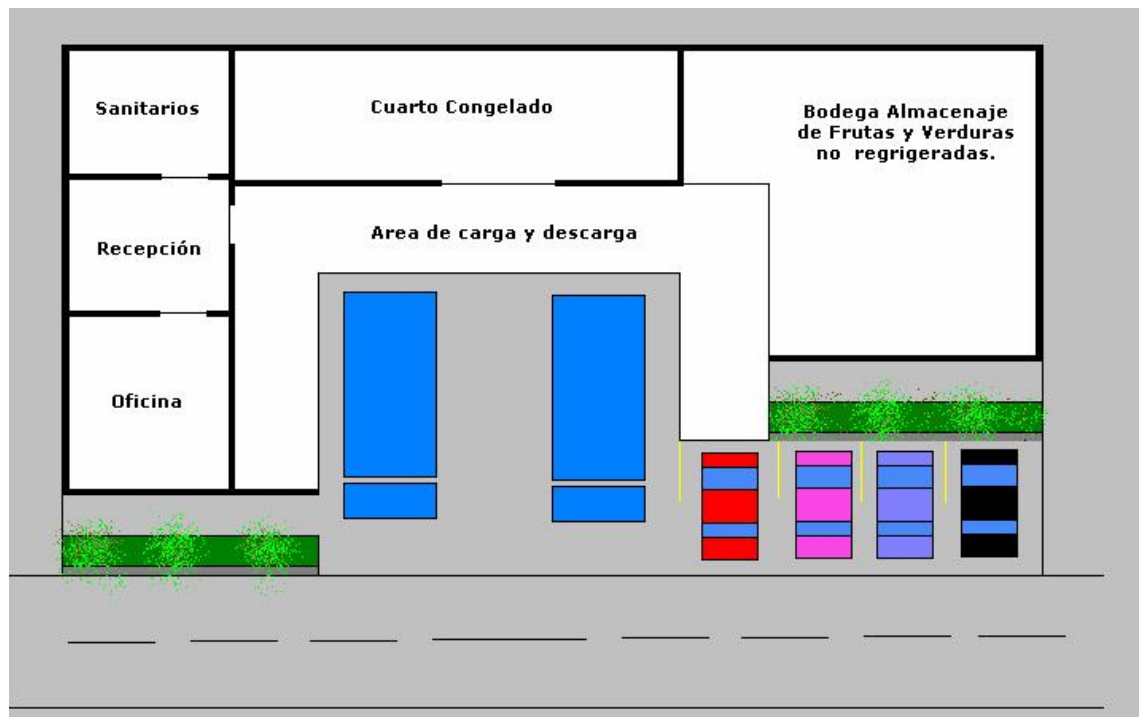 Sanitarios
Cuarto Congelado
Bodega Almacenaje
de Frutas y Verduras
no regrigeradas.
Recepción
Area de carga y descarga
Oficina